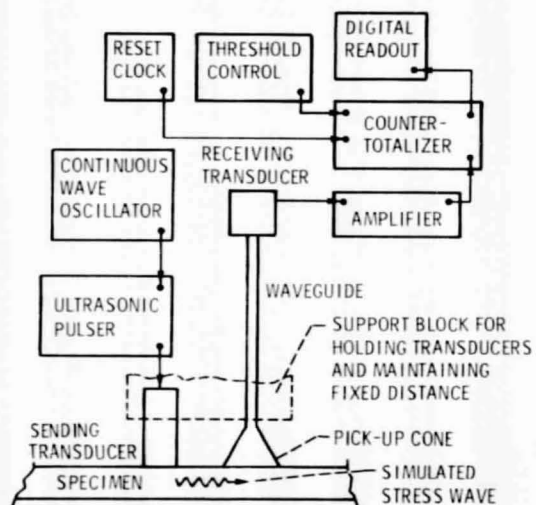 RESET
CLOCK
THRESHOLD
CONTROL
DIGITAL
READOUT
COUNTER-
TOTALIZER
CONTINUOUS
WAVE
OSCILLATOR
RECEIVING
TRANSDUCER
AMPLIFIER
ULTRASONIC
PULSER
WAVEGUIDE
SUPPORT BLOCK FOR
HOLDING TRANSDUCERS
AND MAINTAINING
FIXED DISTANCE
SENDING
TRANSDUCER
PICK-UP CONE
SPECIMEN
SIMULATED
STRESS WAVE